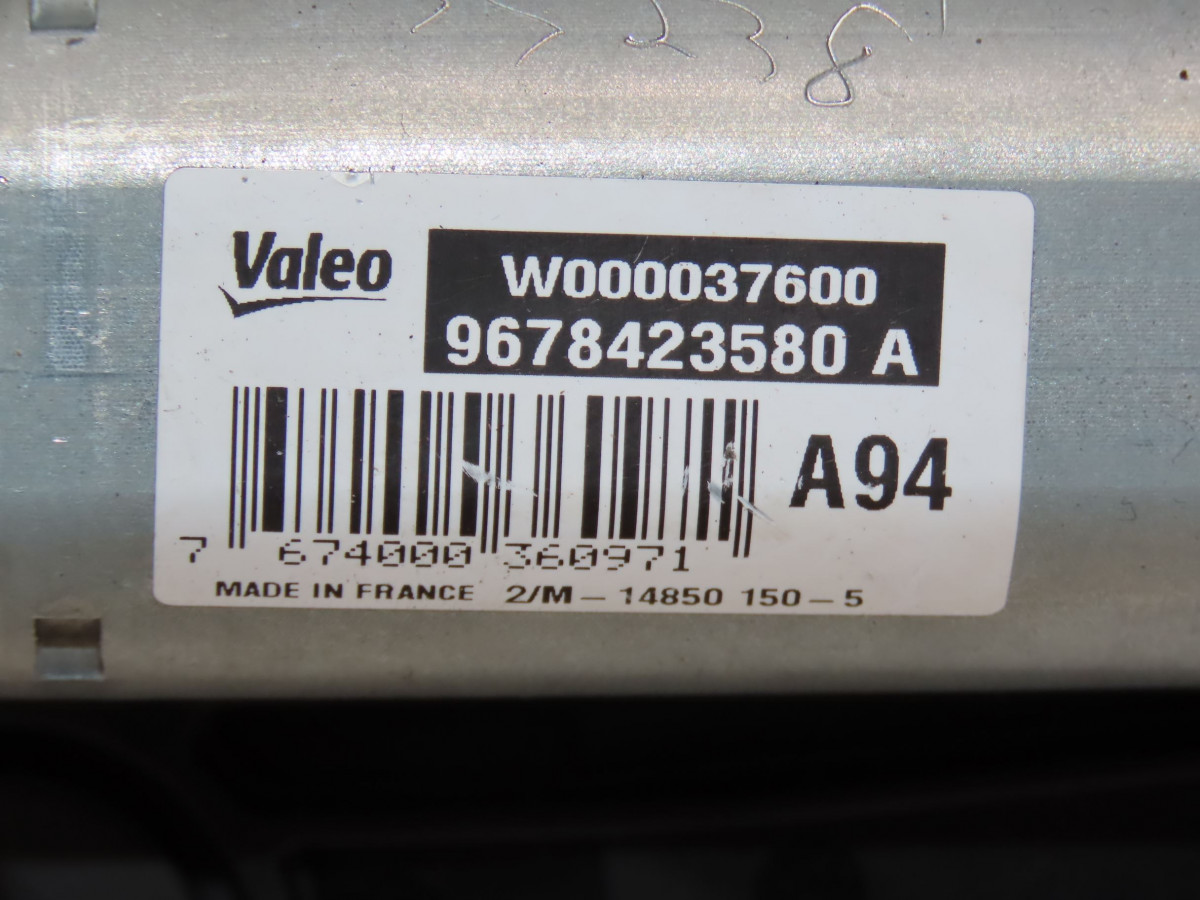 Valeo
W000037600
9678423580 A
A94
7 674000 360971
MADE IN FRANCE 2/M - 14850 150 - 5